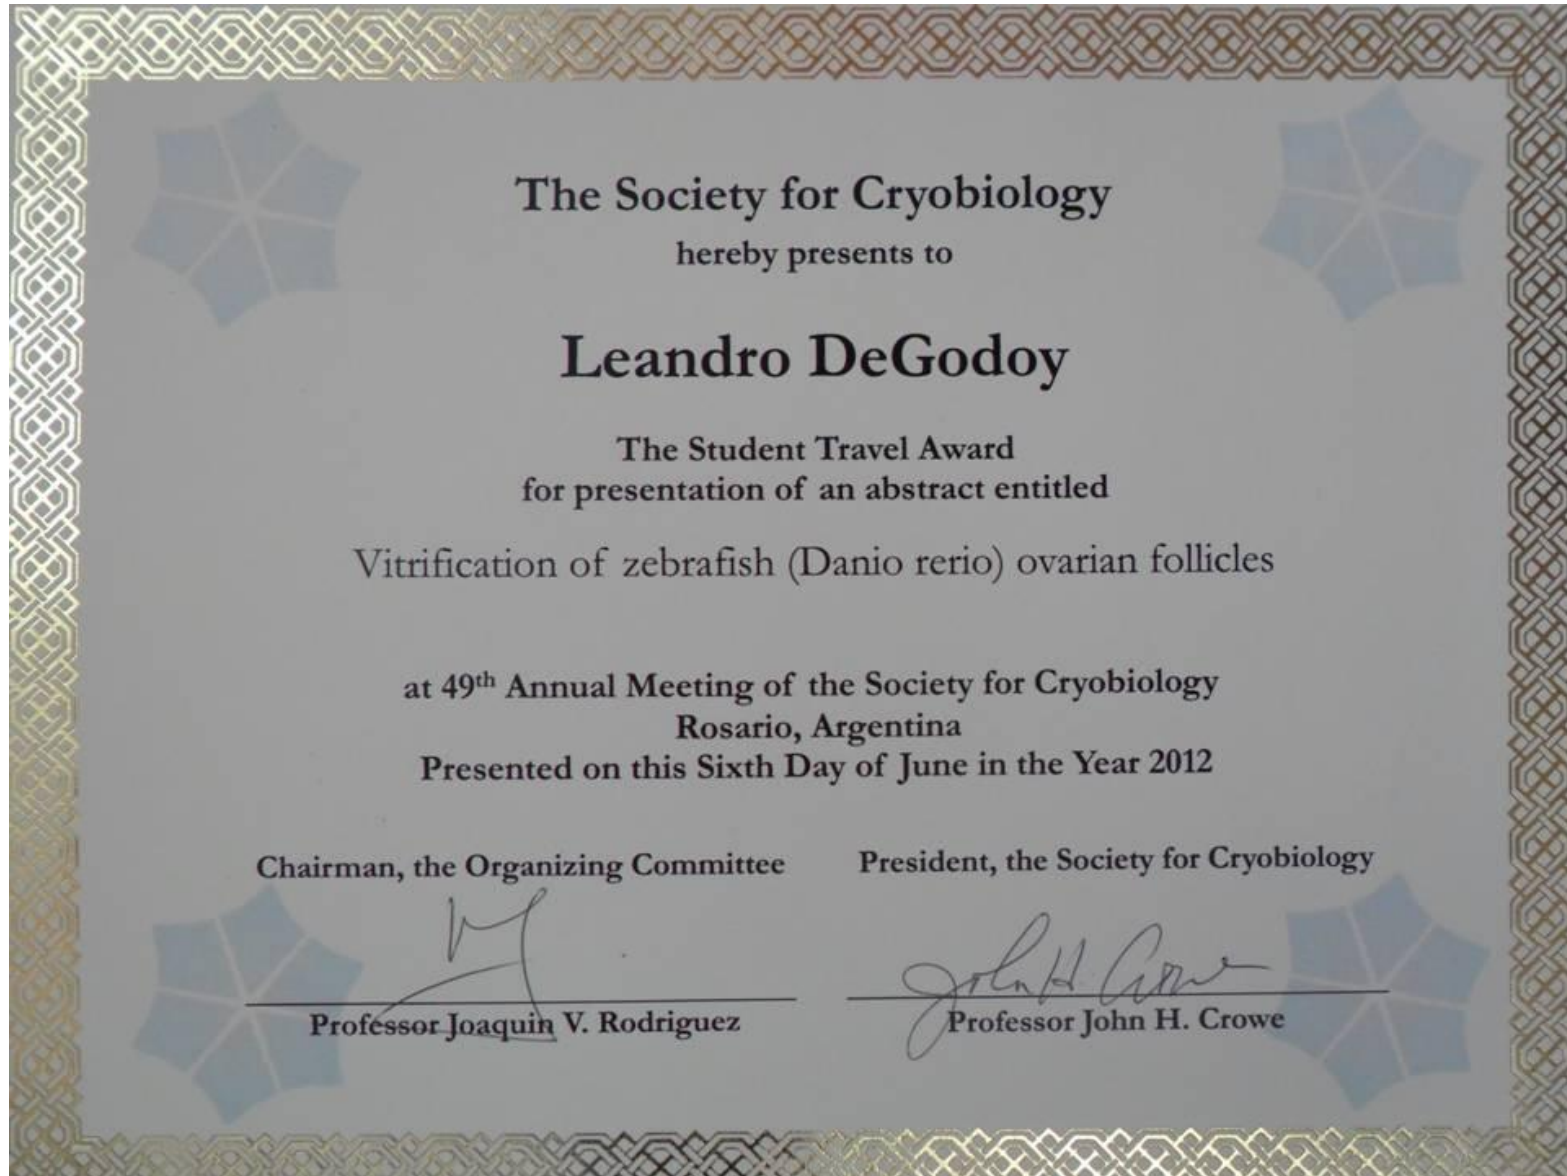 The Society for Cryobiology
hereby presents to
Leandro DeGodoy
The Student Travel Award
for presentation of an abstract entitled
Vitrification of zebrafish (Danio rerio) ovarian follicles
at 49th Annual Meeting of the Society for Cryobiology
Rosario, Argentina
Presented on this Sixth Day of June in the Year 2012
Chairman, the Organizing Committee
President, the Society for Cryobiology
John H. Crowe
Professor Joaquin V. Rodriguez
Professor John H. Crowe